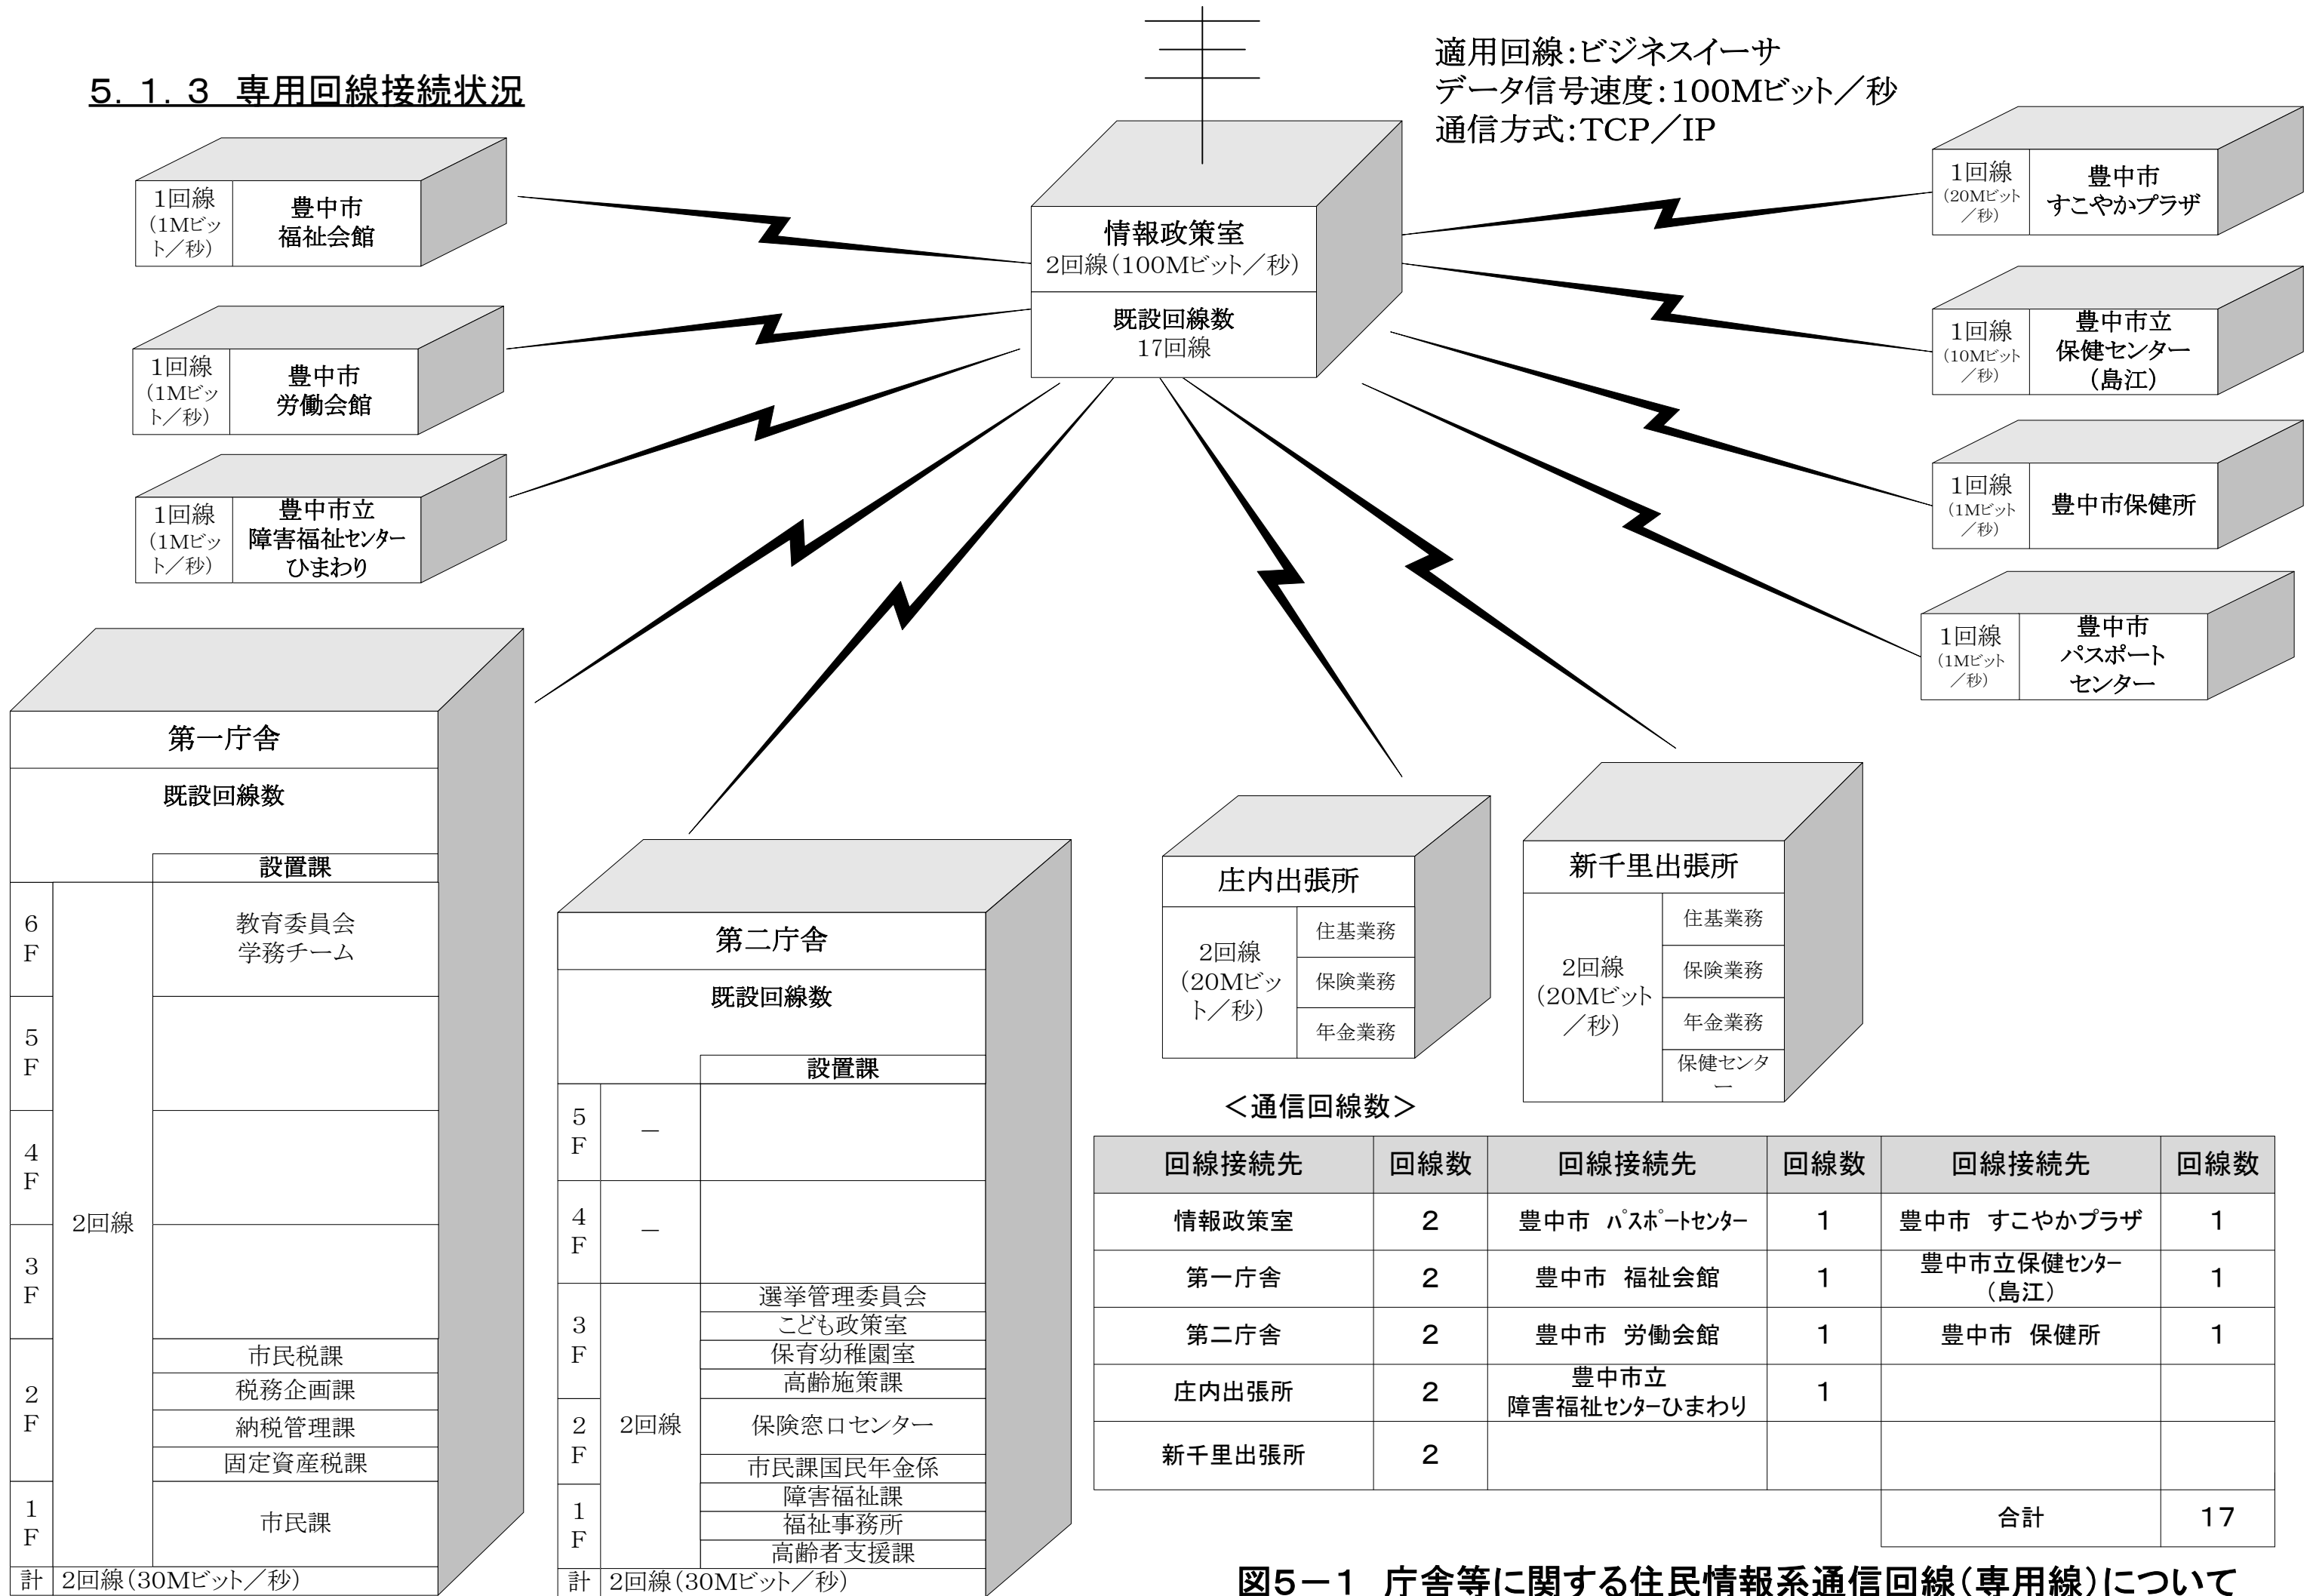 5.1.3 専用回線接続状況
適用回線:ビジネスイーサ
データ信号速度:100Mビット/秒
通信方式:TCP/IP
1回線
(1Mビッ
ト/秒)
豊中市
福祉会館
1回線
(1Mビッ
ト/秒)
豊中市
労働会館
1回線
(1Mビッ
ト/秒)
豊中市立
障害福祉センター
ひまわり
情報政策室
2回線(100Mビット/秒)
既設回線数
17回線
1回線
(20Mビット
/秒)
豊中市
すこやかプラザ
1回線
(10Mビット
/秒)
豊中市立
保健センター
(島江)
1回線
(1Mビット
/秒)
豊中市保健所
1回線
(1Mビット
/秒)
豊中市
パスポート
センター
第一庁舎
既設回線数
設置課
6
F
教育委員会
学務チーム
5
F
4
F
2回線
3
F
2
F
市民税課
税務企画課
納税管理課
固定資産税課
1
F
市民課
計 2回線(30Mビット/秒)
第二庁舎
既設回線数
設置課
5
F
－
4
F
－
3
F
選挙管理委員会
こども政策室
保育幼稚園室
高齢施策課
2
F
2回線
保険窓口センター
市民課国民年金係
1
F
障害福祉課
福祉事務所
高齢者支援課
計 2回線(30Mビット/秒)
庄内出張所
2回線
(20Mビッ
ト/秒)
住基業務
保険業務
年金業務
新千里出張所
2回線
(20Mビット
/秒)
住基業務
保険業務
年金業務
保健センタ
ー
<通信回線数>
回線接続先 回線数 回線接続先 回線数 回線接続先 回線数
情報政策室 2 豊中市 ﾊﾟｽﾎﾟｰﾄｾﾝﾀｰ 1 豊中市 すこやかプラザ 1
第一庁舎 2 豊中市 福祉会館 1 豊中市立保健ｾﾝﾀｰ
(島江) 1
第二庁舎 2 豊中市 労働会館 1 豊中市 保健所 1
庄内出張所 2 豊中市立
障害福祉ｾﾝﾀｰひまわり 1
新千里出張所 2
合計 17
図5－1 庁舎等に関する住民情報系通信回線(専用線)について